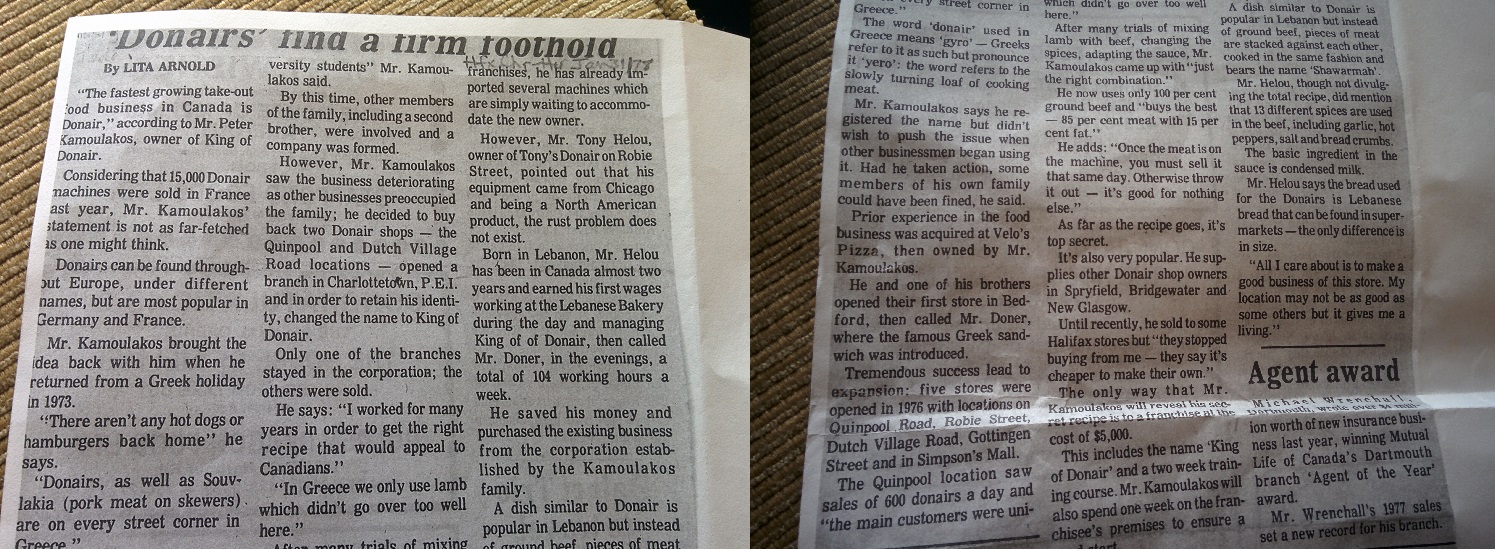 'Donairs' find a firm foothold
By LITA ARNOLD
"The fastest growing take-out
food business in Canada is
Donair," according to Mr. Peter
Kamoulakos, owner of King of
Donair.
Considering that 15,000 Donair
machines were sold in France
last year, Mr. Kamoulakos'
statement is not as far-fetched
as one might think.
Donairs can be found through-
out Europe, under different
names, but are most popular in
Germany and France.
Mr. Kamoulakos brought the
idea back with him when he
returned from a Greek holiday
in 1973.
"There aren't any hot dogs or
hamburgers back home" he
says.
"Donairs, as well as Souv-
lakia (pork meat on skewers)
are on every street corner in
Greece."
versity students" Mr. Kamou-
lakos said.
By this time, other members
of the family, including a second
brother, were involved and a
company was formed.
However, Mr. Kamoulakos
saw the business deteriorating
as other businesses preoccupied
the family; he decided to buy
back two Donair shops — the
Quinpool and Dutch Village
Road locations — opened a
branch in Charlottetown, P.E.I.
and in order to retain his identi-
ty, changed the name to King of
Donair.
Only one of the branches
stayed in the corporation; the
others were sold.
He says: "I worked for many
years in order to get the right
recipe that would appeal to
Canadians."
"In Greece we only use lamb
which didn't go over too well
here."
After many trials of mixing
franchises, he has already im-
ported several machines which
are simply waiting to accommo-
date the new owner.
However, Mr. Tony Helou,
owner of Tony's Donair on Robie
Street, pointed out that his
equipment came from Chicago
and being a North American
product, the rust problem does
not exist.
Born in Lebanon, Mr. Helou
has been in Canada almost two
years and earned his first wages
working at the Lebanese Bakery
during the day and managing
King of of Donair, then called
Mr. Doner, in the evenings, a
total of 104 working hours a
week.
He saved his money and
purchased the existing business
from the corporation estab-
lished by the Kamoulakos
family.
A dish similar to Donair is
popular in Lebanon but instead
of ground beef, pieces of meat
every street corner in
Greece."
The word 'donair' used in
Greece means 'gyro' — Greeks
refer to it as such but pronounce
it 'yero': the word refers to the
slowly turning loaf of cooking
meat.
Mr. Kamoulakos says he re-
gistered the name but didn't
wish to push the issue when
other businessmen began using
it. Had he taken action, some
members of his own family
could have been fined, he said.
Prior experience in the food
business was acquired at Velo's
Pizza, then owned by Mr.
Kamoulakos.
He and one of his brothers
opened their first store in Bed-
ford, then called Mr. Doner,
where the famous Greek sand-
wich was introduced.
Tremendous success lead to
expansion: five stores were
opened in 1976 with locations on
Quinpool Road, Robie Street,
Dutch Village Road, Gottingen
Street and in Simpson's Mall.
The Quinpool location saw
sales of 600 donairs a day and
"the main customers were uni-
which didn't go over too well
here."
After many trials of mixing
lamb with beef, changing the
spices, adapting the sauce, Mr.
Kamoulakos came up with "just
the right combination."
He now uses only 100 per cent
ground beef and "buys the best
— 85 per cent meat with 15 per
cent fat."
He adds: "Once the meat is on
the machine, you must sell it
that same day. Otherwise throw
it out — it's good for nothing
else."
As far as the recipe goes, it's
top secret.
It's also very popular. He sup-
plies other Donair shop owners
in Spryfield, Bridgewater and
New Glasgow.
Until recently, he sold to some
Halifax stores but "they stopped
buying from me — they say it's
cheaper to make their own."
The only way that Mr.
Kamoulakos will reveal his sec-
ret recipe is to a franchise at the
cost of $5,000.
This includes the name 'King
of Donair' and a two week train-
ing course. Mr. Kamoulakos will
also spend one week on the fran-
chisee's premises to ensure a
start
A dish similar to Donair is
popular in Lebanon but instead
of ground beef, pieces of meat
are stacked against each other,
cooked in the same fashion and
bears the name 'Shawarmah'.
Mr. Helou, though not divulg-
ing the total recipe, did mention
that 13 different spices are used
in the beef, including garlic, hot
peppers, salt and bread crumbs.
The basic ingredient in the
sauce is condensed milk.
Mr. Helou says the bread used
for the Donairs is Lebanese
bread that can be found in super-
markets — the only difference is
in size.
"All I care about is to make a
good business of this store. My
location may not be as good as
some others but it gives me a
living."
Agent award
Michael Wrenchall,
Dartmouth, wrote over
ion worth of new insurance busi-
ness last year, winning Mutual
Life of Canada's Dartmouth
branch 'Agent of the Year'
award.
Mr. Wrenchall's 1977 sales
set a new record for his branch.